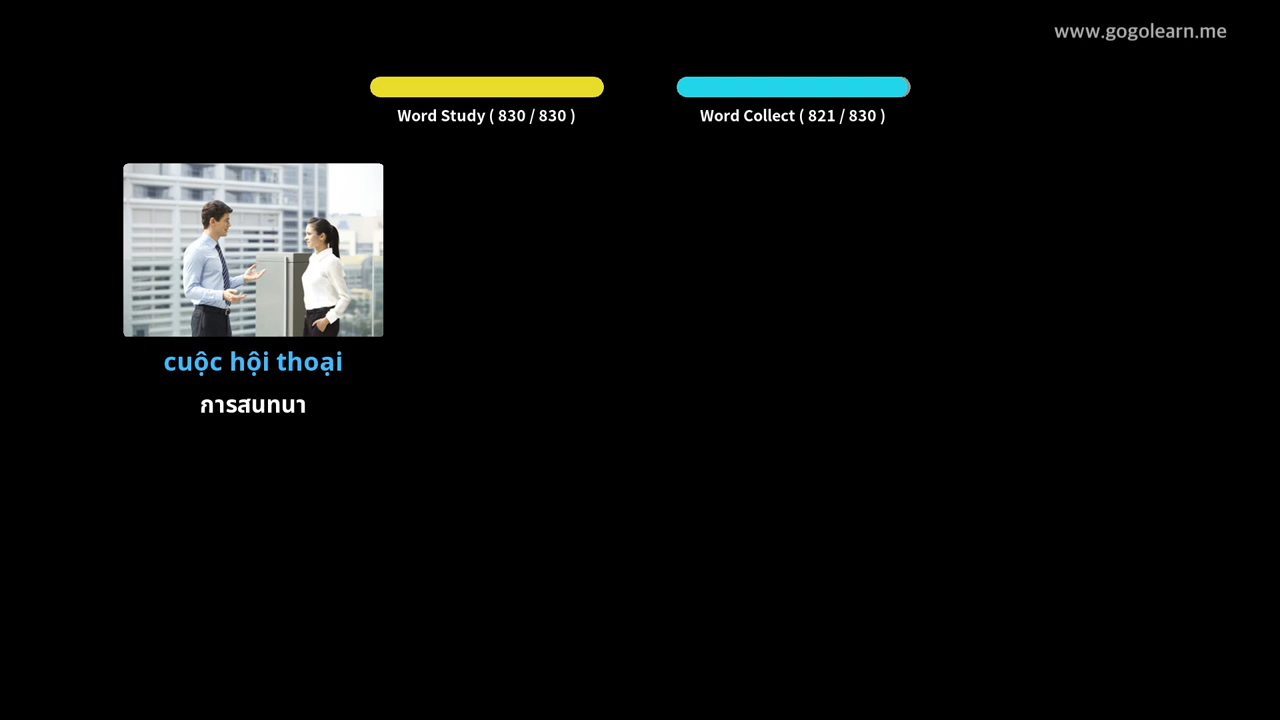 www.gogolearn.me
Word Study ( 830 / 830 )
Word Collect ( 821 / 830 )
cuộc hội thoại
การสนทนา